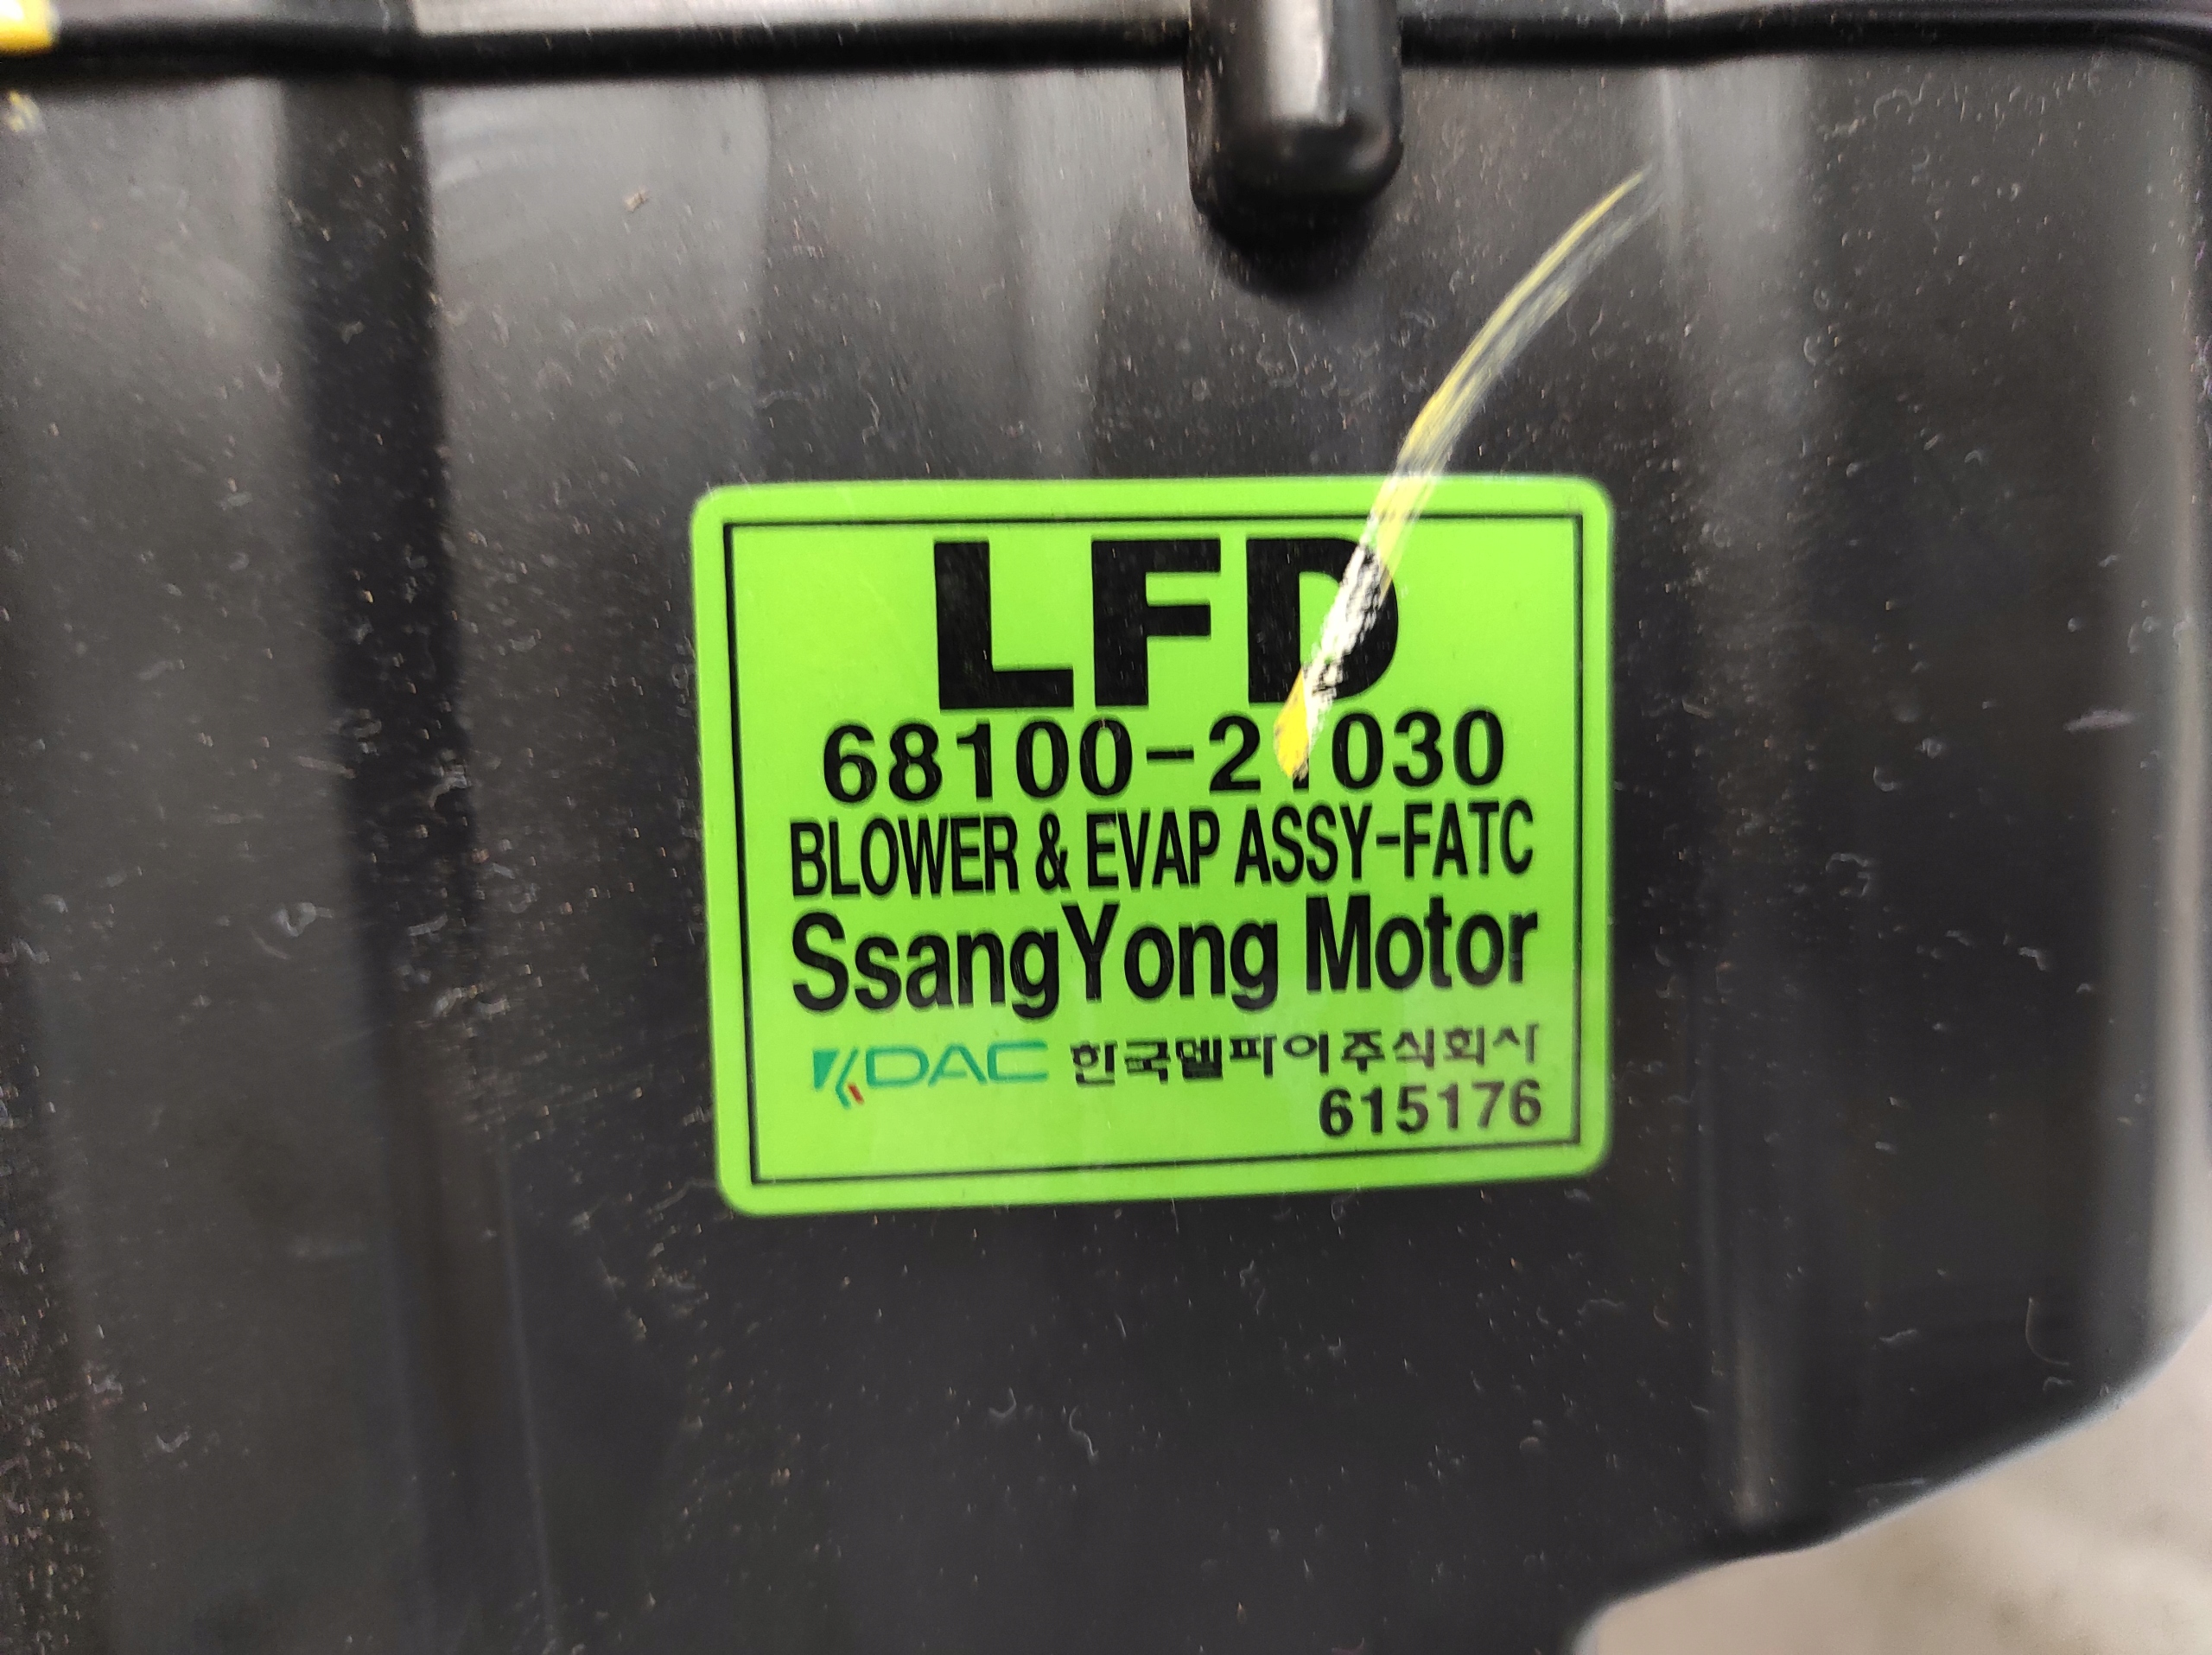 LFD
68100-21030
BLOWER & EVAP ASSY-FATC
SsangYong Motor
KDAC 한국델파이주식회사
615176